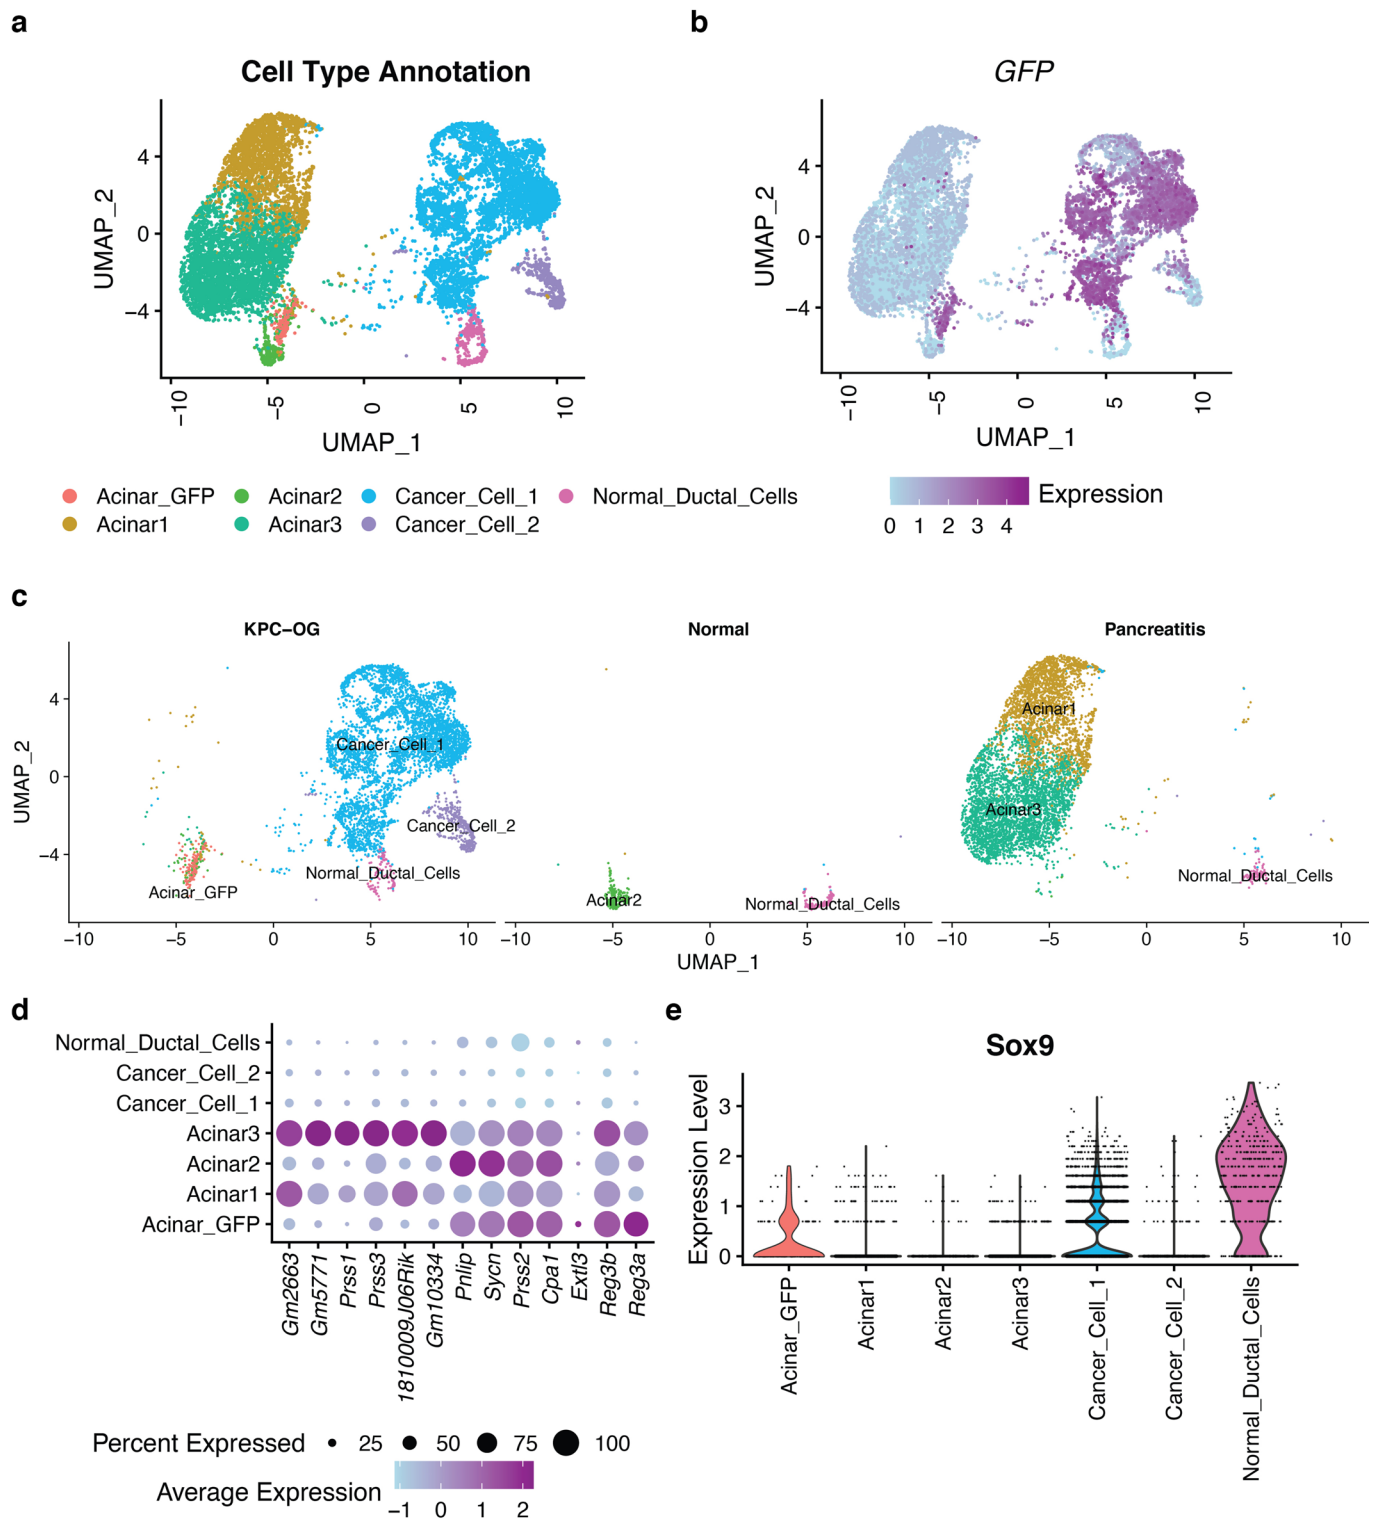 a
Cell Type Annotation
UMAP_2
4
0
−4
−10
−5
0
5
10
UMAP_1
Acinar_GFP
Acinar2
Cancer_Cell_1
Normal_Ductal_Cells
Acinar1
Acinar3
Cancer_Cell_2
b
GFP
UMAP_2
4
0
−4
−10
−5
0
5
10
UMAP_1
Expression
0 1 2 3 4
c
KPC−OG
Normal
Pancreatitis
UMAP_2
4
0
−4
Cancer_Cell_1
Cancer_Cell_2
Normal_Ductal_Cells
Acinar_GFP
Acinar2
Normal_Ductal_Cells
Acinar1
Acinar3
Normal_Ductal_Cells
−10 −5 0 5 10
−10 −5 0 5 10
−10 −5 0 5 10
UMAP_1
d
Normal_Ductal_Cells
Cancer_Cell_2
Cancer_Cell_1
Acinar3
Acinar2
Acinar1
Acinar_GFP
Gm2663
Gm5771
Prss1
Prss3
1810009J06Rik
Gm10334
Pnlip
Sycn
Prss2
Cpa1
Extl3
Reg3b
Reg3a
Percent Expressed 25 50 75 100
Average Expression
−1 0 1 2
e
Sox9
Expression Level
3
2
1
0
Acinar_GFP
Acinar1
Acinar2
Acinar3
Cancer_Cell_1
Cancer_Cell_2
Normal_Ductal_Cells